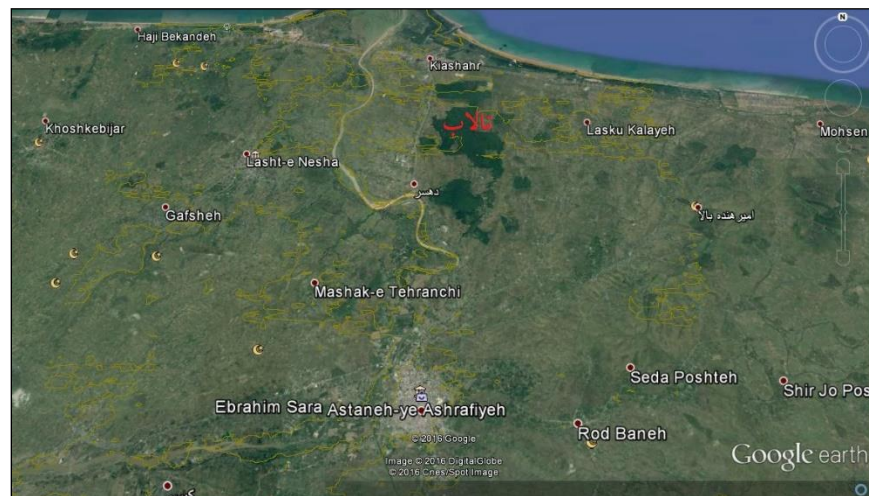 N
Haji Bekandeh
Kiashahr
Khoshkebijar
تالاب
Lasku Kalayeh
Mohsen
Lasht-e Nesha
دهسر
Gafsheh
امیر هنده بالا
Mashak-e Tehranchi
Seda Poshteh
Shir Jo Pos
Ebrahim Sara
Astaneh-ye Ashrafiyeh
Rod Baneh
© 2016 Google
Image © 2016 DigitalGlobe
© 2016 Cnes/Spot Image
Google earth